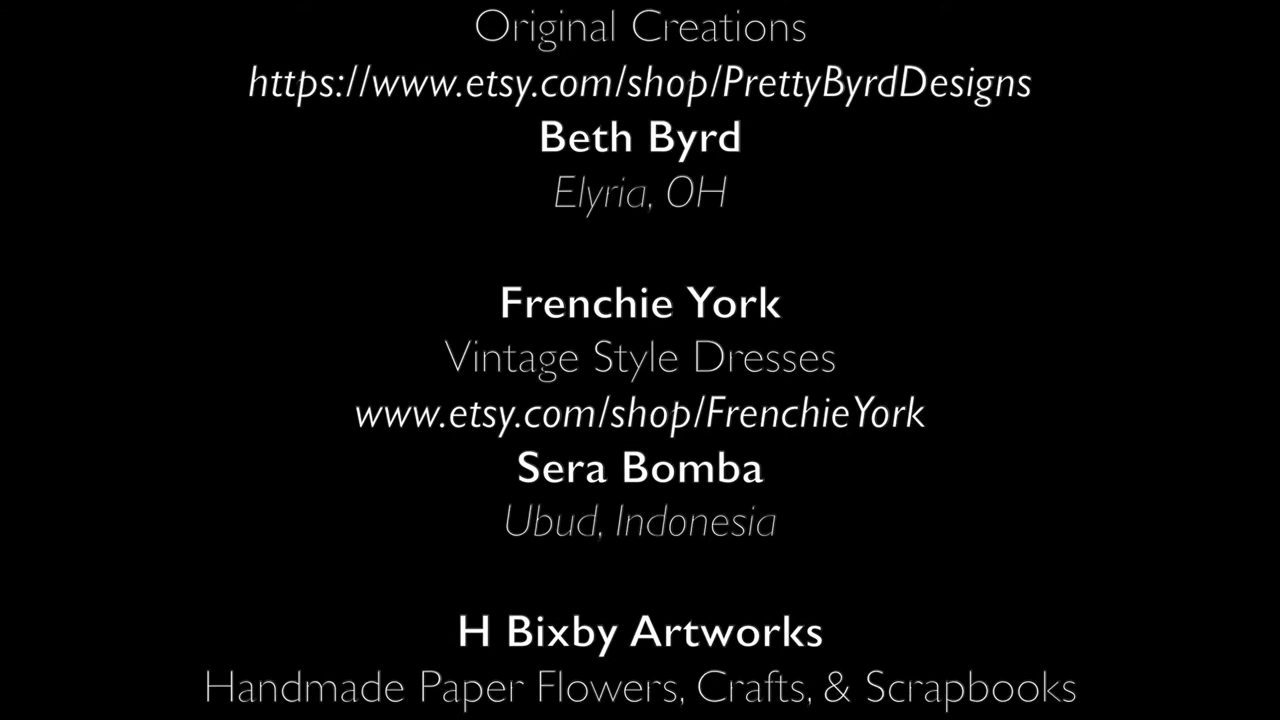 Original Creations
https://www.etsy.com/shop/PrettyByrdDesigns
Beth Byrd
Elyria, OH
Frenchie York
Vintage Style Dresses
www.etsy.com/shop/FrenchieYork
Sera Bomba
Ubud, Indonesia
H Bixby Artworks
Handmade Paper Flowers, Crafts, & Scrapbooks